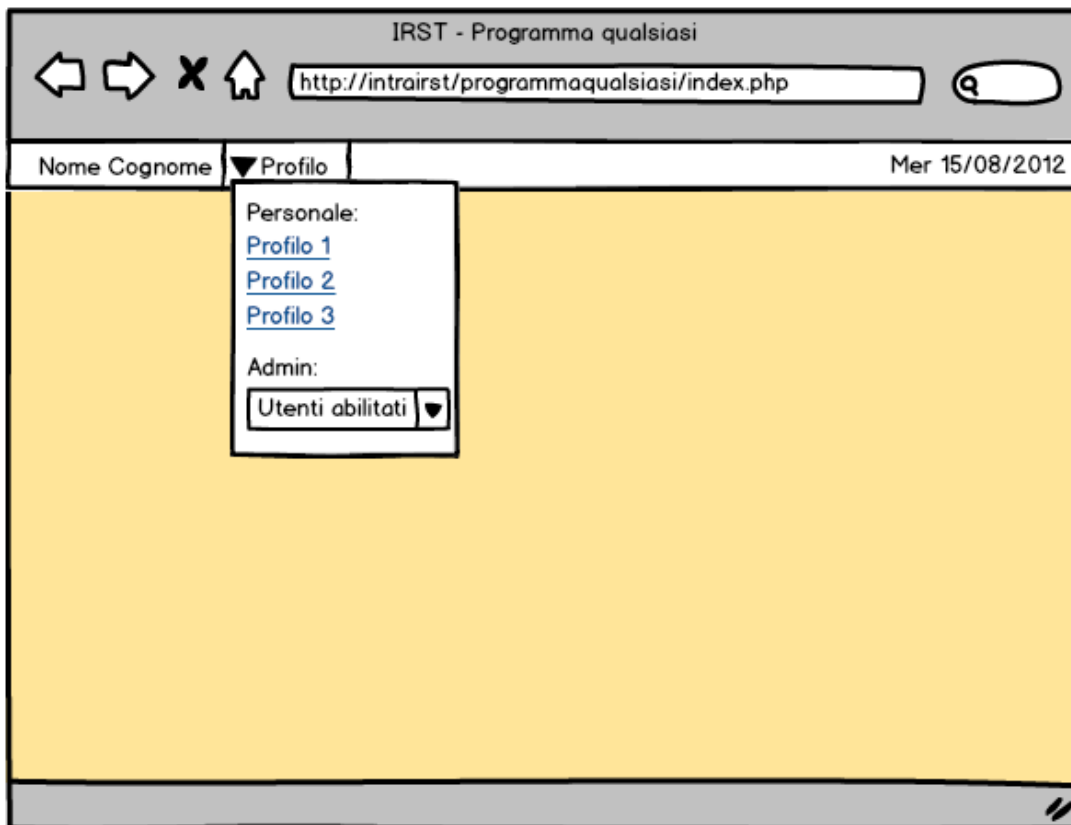 IRST - Programma qualsiasi
http://intrairst/programmaqualsiasi/index.php
Nome Cognome
Profilo
Mer 15/08/2012
Personale:
Profilo 1
Profilo 2
Profilo 3
Admin:
Utenti abilitati